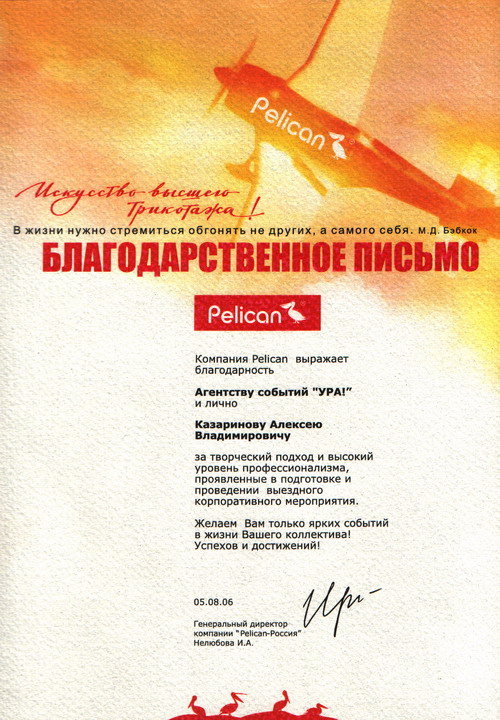 Pelican
Искусство высшего
Трикотажа!
В жизни нужно стремиться обгонять не других, а самого себя. М.Д. Бэбкок
БЛАГОДАРСТВЕННОЕ ПИСЬМО
Pelican
Компания Pelican выражает
благодарность
Агентству событий "УРА!”
и лично
Казаринову Алексею
Владимировичу
за творческий подход и высокий
уровень профессионализма,
проявленные в подготовке и
проведении выездного
корпоративного мероприятия.
Желаем Вам только ярких событий
в жизни Вашего коллектива!
Успехов и достижений!
05.08.06
Генеральный директор
компании “Pelican-Россия”
Нелюбова И.А.